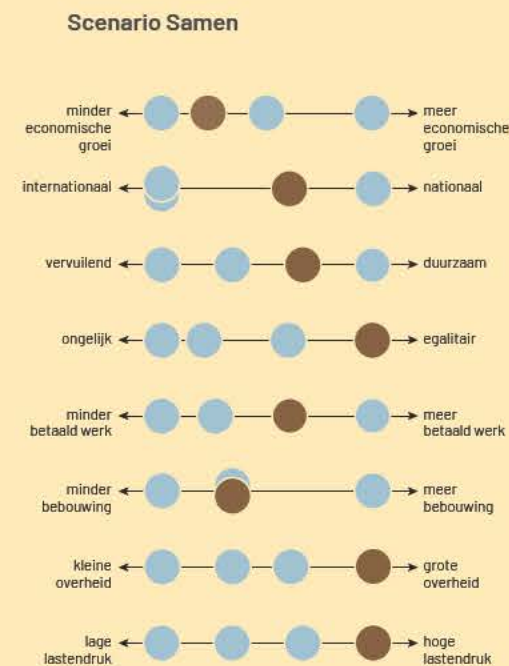 Scenario Samen
minder
economische
groei
meer
economische
groei
internationaal
nationaal
vervuilend
duurzaam
ongelijk
egalitair
minder
betaald werk
meer
betaald werk
minder
bebouwing
meer
bebouwing
kleine
overheid
grote
overheid
lage
lastendruk
hoge
lastendruk